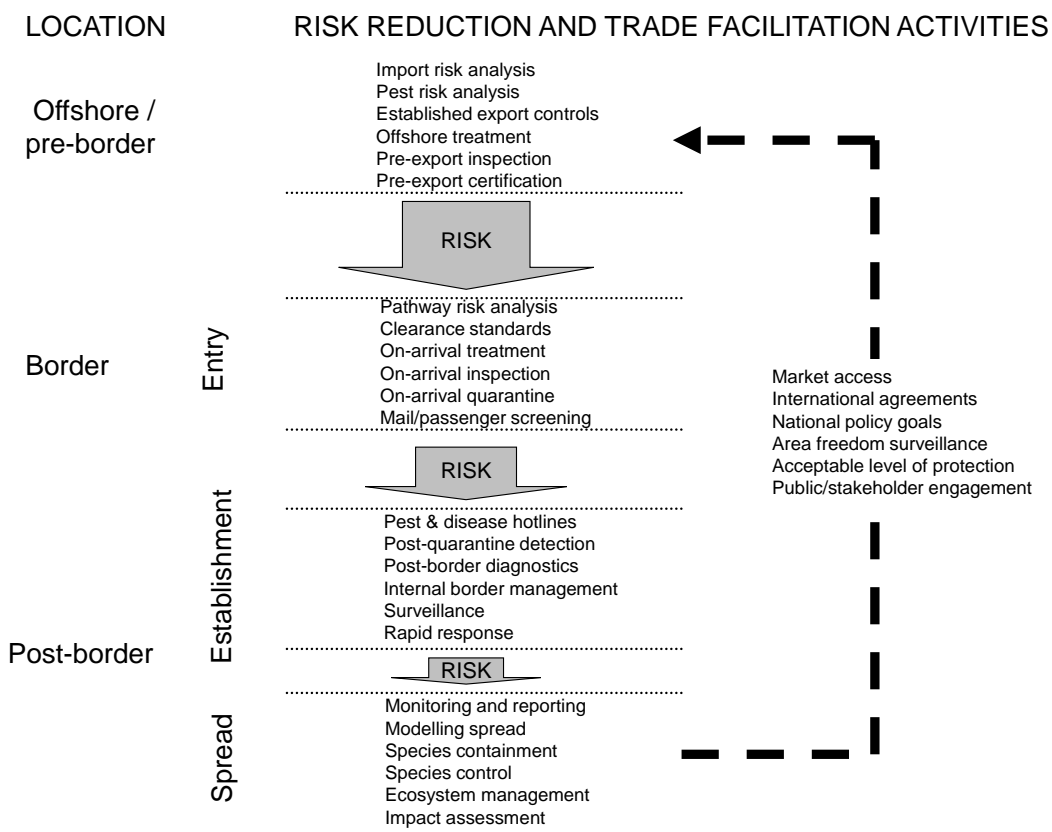 LOCATION
RISK REDUCTION AND TRADE FACILITATION ACTIVITIES
Offshore /
pre-border
Import risk analysis
Pest risk analysis
Established export controls
Offshore treatment
Pre-export inspection
Pre-export certification
RISK
Border
Entry
Pathway risk analysis
Clearance standards
On-arrival treatment
On-arrival inspection
On-arrival quarantine
Mail/passenger screening
RISK
Post-border
Establishment
Pest & disease hotlines
Post-quarantine detection
Post-border diagnostics
Internal border management
Surveillance
Rapid response
RISK
Spread
Monitoring and reporting
Modelling spread
Species containment
Species control
Ecosystem management
Impact assessment
Market access
International agreements
National policy goals
Area freedom surveillance
Acceptable level of protection
Public/stakeholder engagement